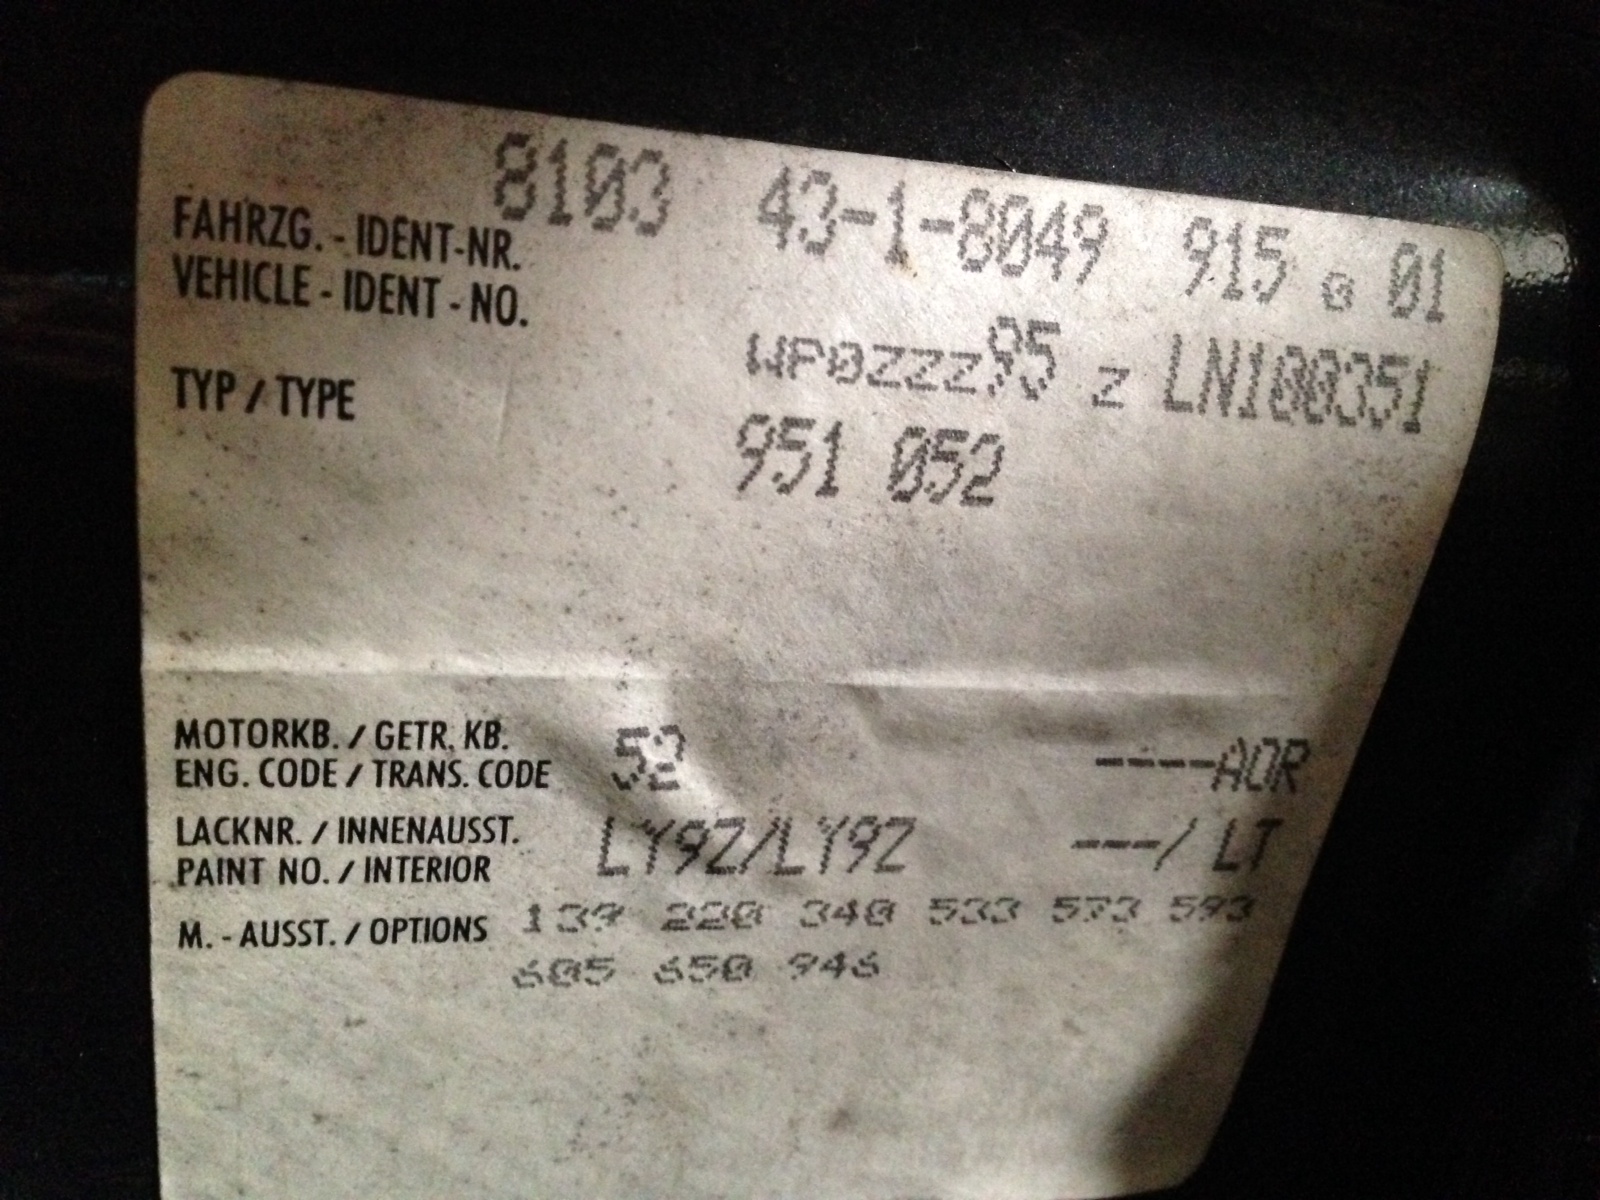 8103 43-1-8049 915 @ 01
FAHRZG. - IDENT-NR.
VEHICLE - IDENT - NO. WP0ZZZ95 Z LN100351
TYP / TYPE 951 052
MOTORKB. / GETR. KB.
ENG. CODE / TRANS. CODE 52 ----AOR
LACKNR. / INNENAUSST.
PAINT NO. / INTERIOR LY9Z/LY9Z ---/ LT
M. - AUSST. / OPTIONS 139 220 340 533 573 593
605 650 946